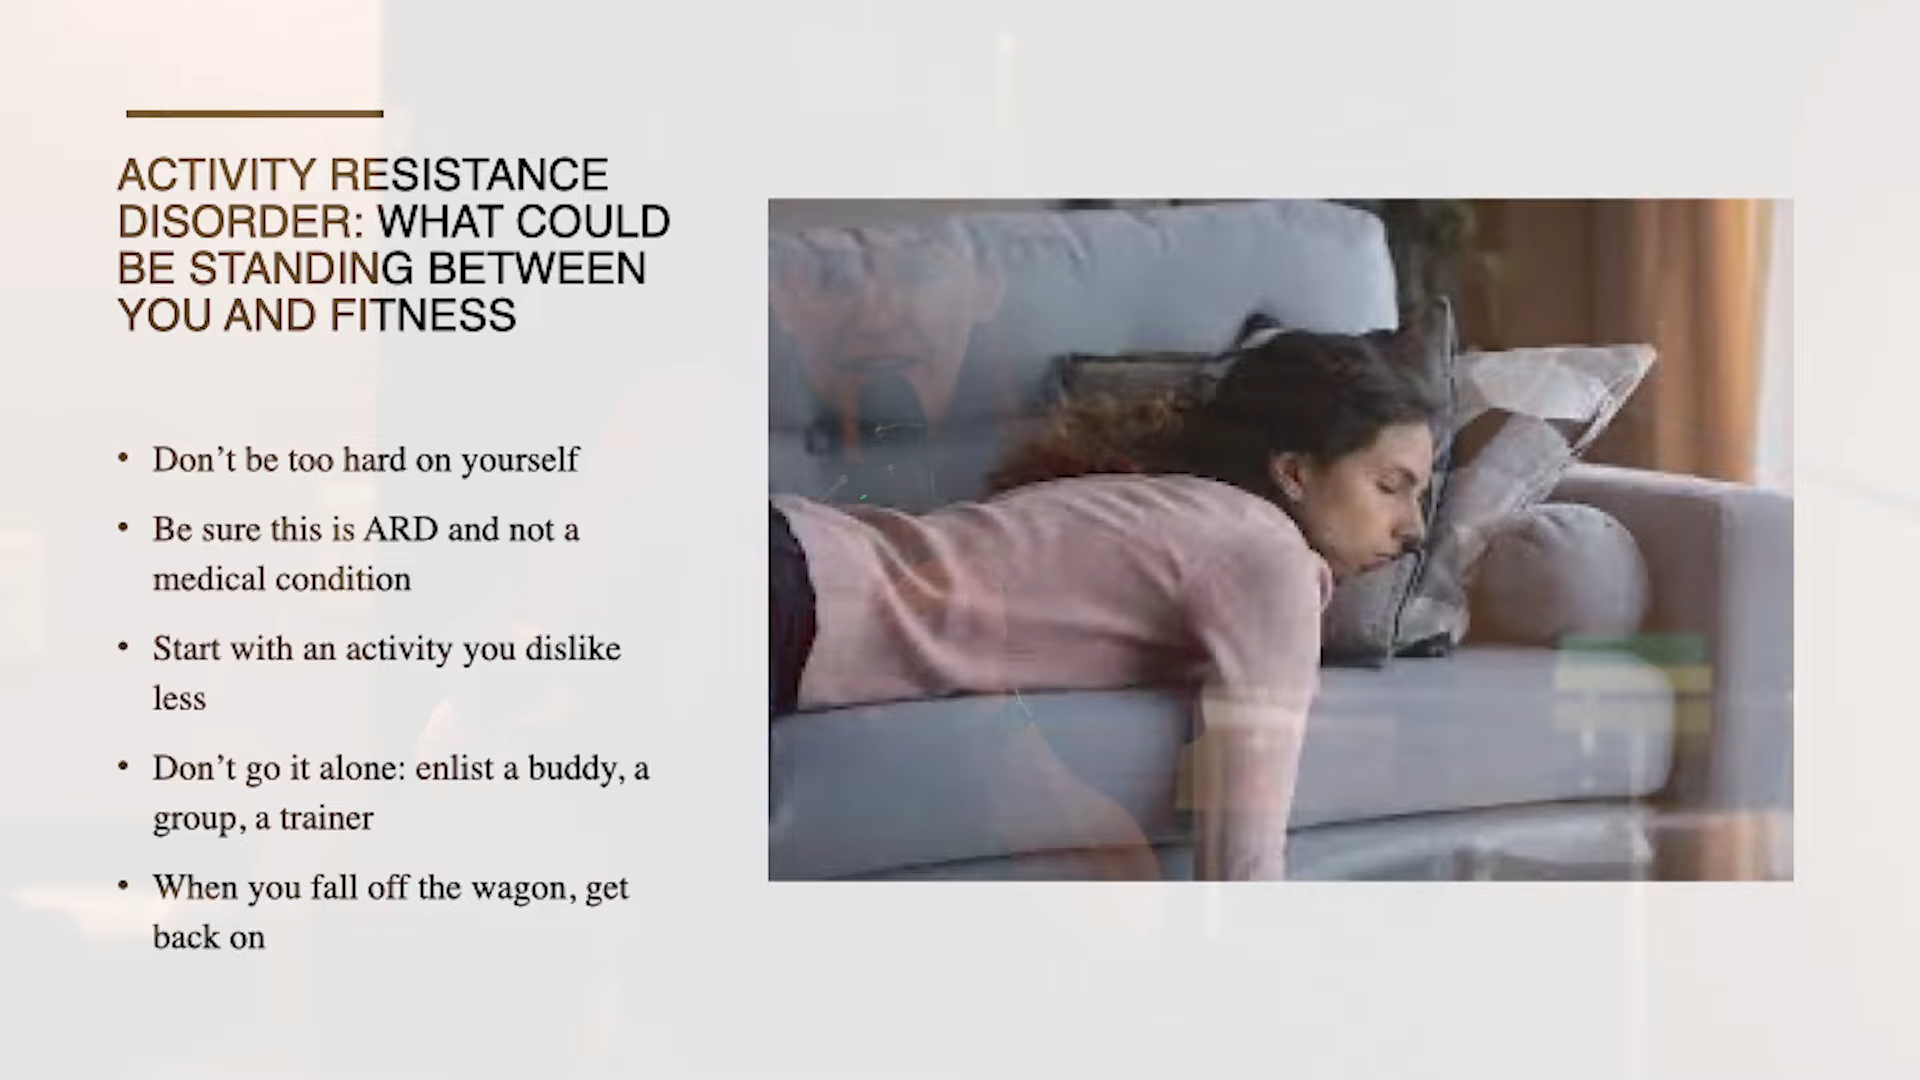 ACTIVITY RESISTANCE
DISORDER: WHAT COULD
BE STANDING BETWEEN
YOU AND FITNESS
• Don’t be too hard on yourself
• Be sure this is ARD and not a
medical condition
• Start with an activity you dislike
less
• Don’t go it alone: enlist a buddy, a
group, a trainer
• When you fall off the wagon, get
back on